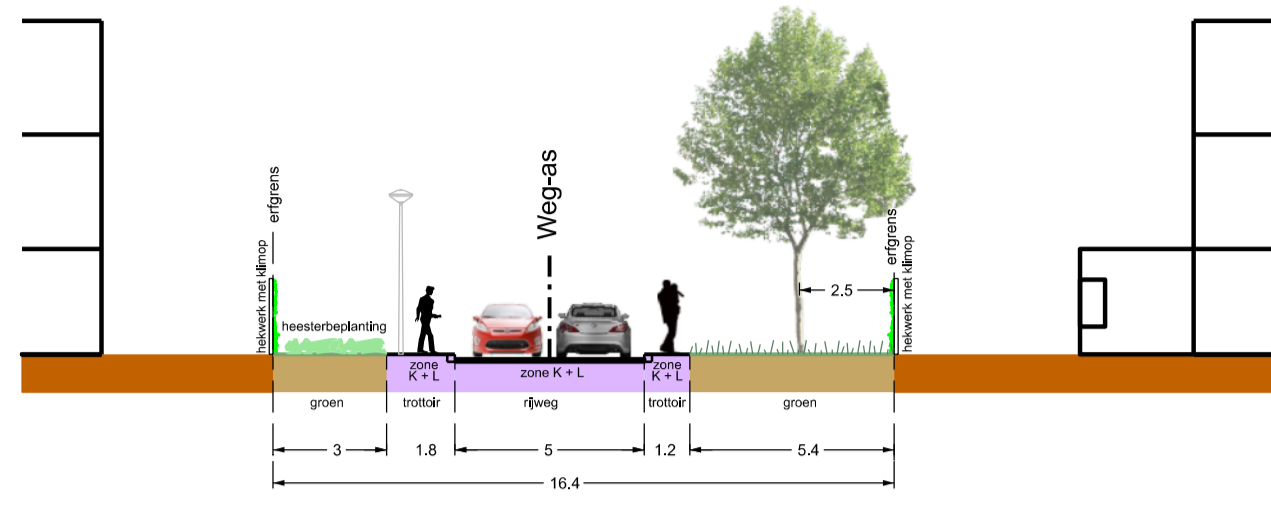 hekwerk met klimop
erfgrens
heesterbeplanting
Weg-as
2.5
erfgrens
hekwerk met klimop
zone
K + L
zone K + L
zone
K + L
groen
trottoir
rijweg
trottoir
groen
3
1.8
5
1.2
5.4
16.4